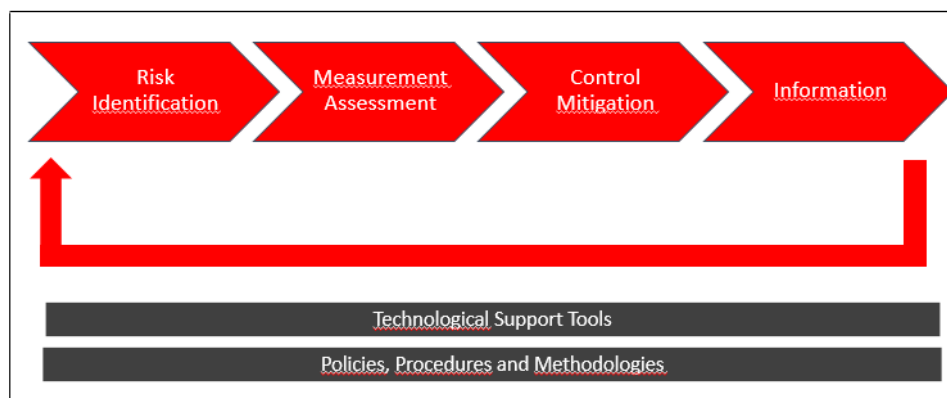 Risk
Identification
Measurement
Assessment
Control
Mitigation
Information
Technological Support Tools
Policies, Procedures and Methodologies